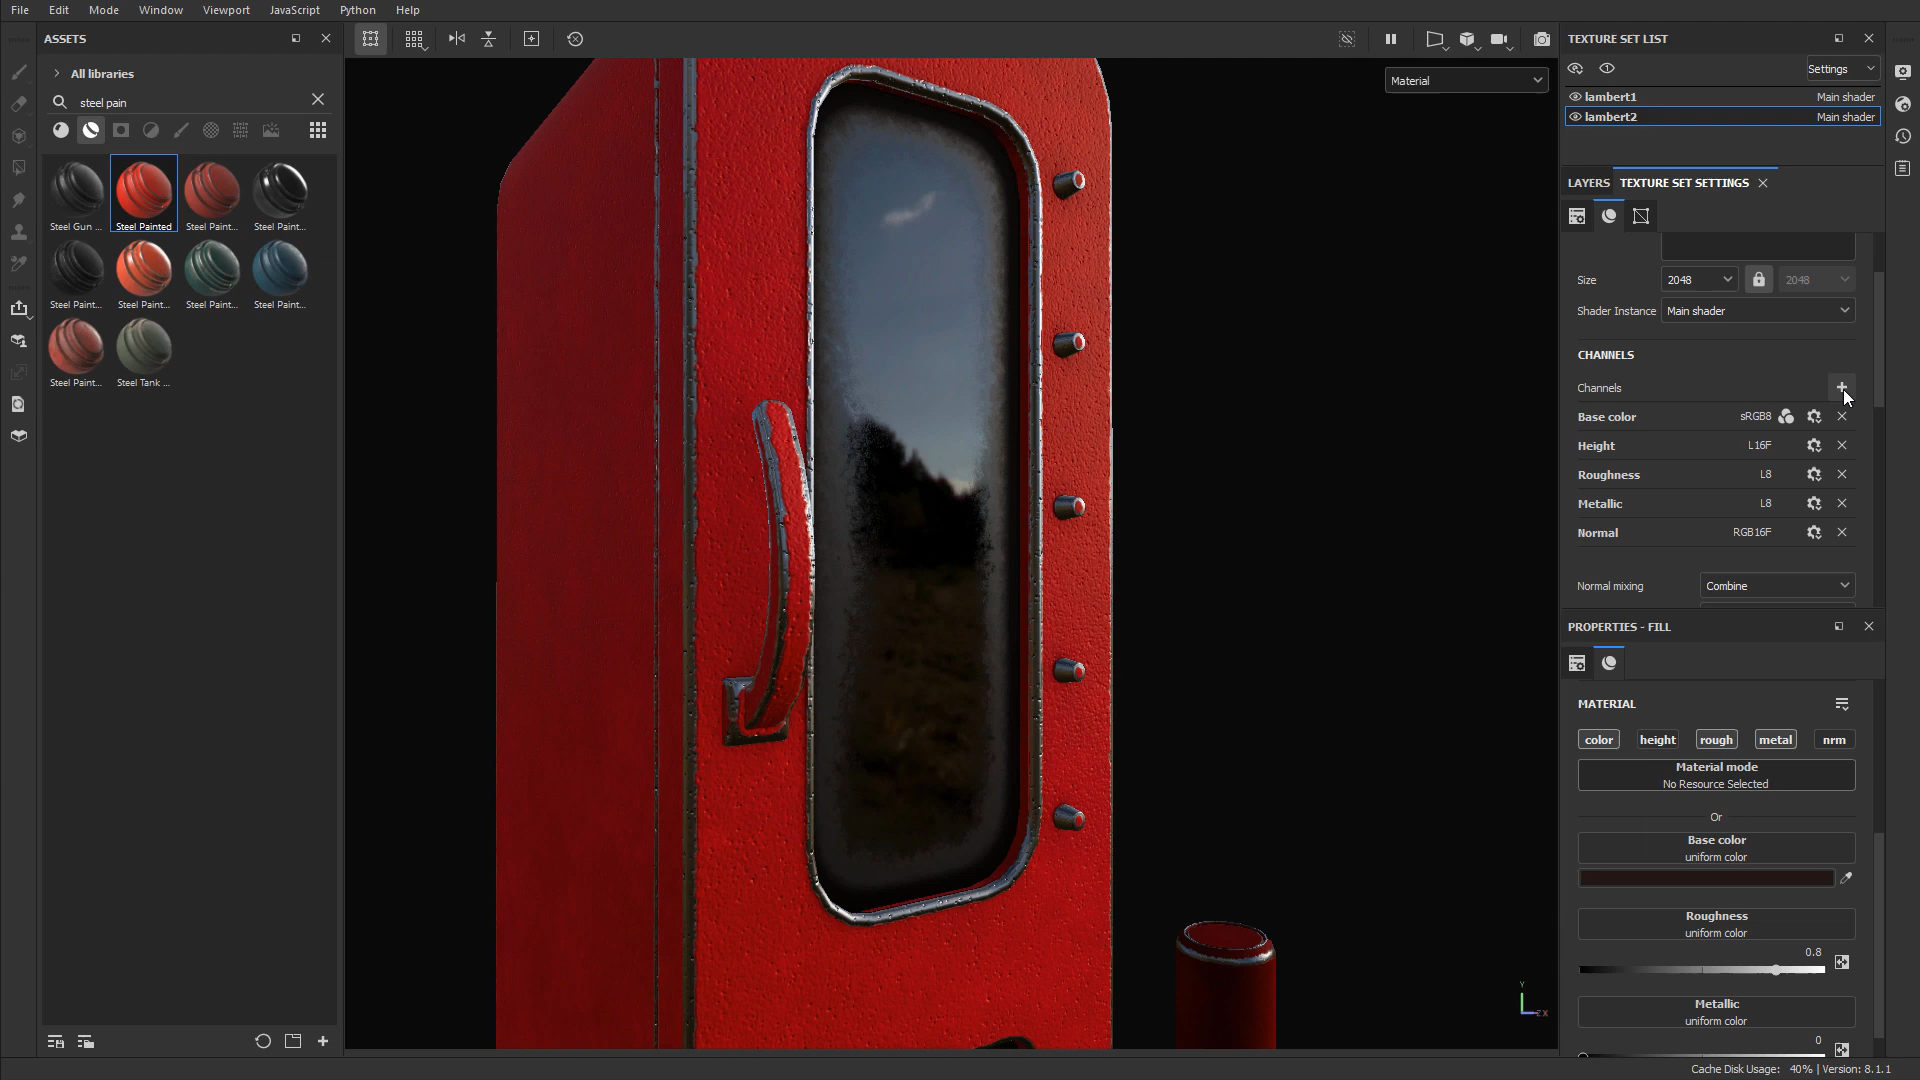 File Edit Mode Window Viewport JavaScript Python Help
ASSETS
All libraries
steel pain
Steel Gun ... Steel Painted Steel Paint... Steel Paint...
Steel Paint... Steel Paint... Steel Paint... Steel Paint...
Steel Paint... Steel Tank ...
Material
Y
Z X
TEXTURE SET LIST
Settings
lambert1 Main shader
lambert2 Main shader
LAYERS TEXTURE SET SETTINGS
Size 2048 2048
Shader Instance Main shader
CHANNELS
Channels
Base color sRGB8
Height L16F
Roughness L8
Metallic L8
Normal RGB16F
Normal mixing Combine
PROPERTIES - FILL
MATERIAL
color height rough metal nrm
Material mode
No Resource Selected
Or
Base color
uniform color
Roughness
uniform color
0.8
Metallic
uniform color
0
Cache Disk Usage: 40% | Version: 8.1.1